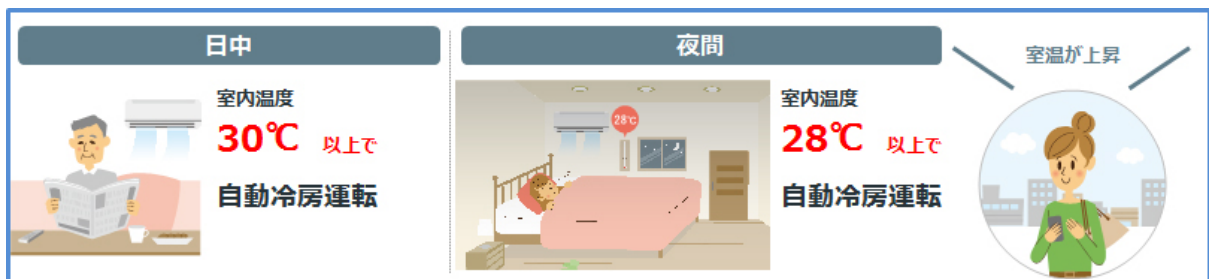 日中
室内温度
30℃ 以上で
自動冷房運転
夜間
28℃
室内温度
28℃ 以上で
自動冷房運転
室温が上昇